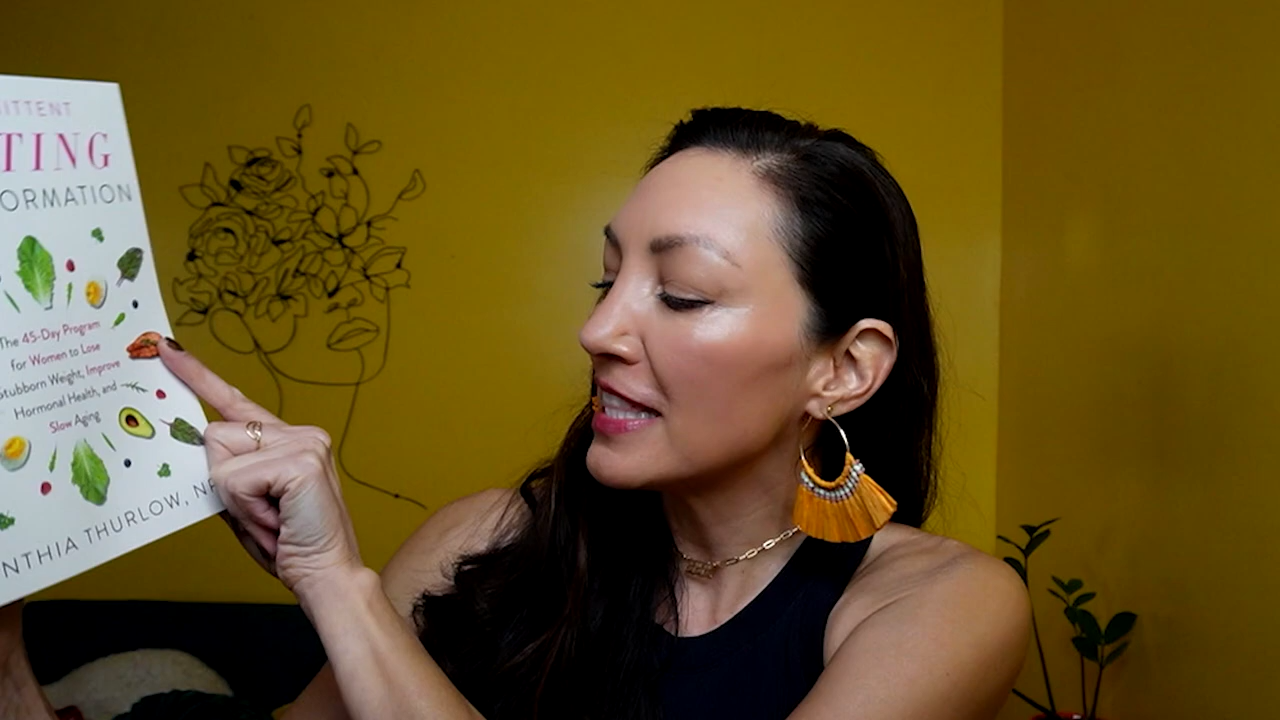 ITTENT
TING
ORMATION
The 45-Day Program
for Women to Lose
Stubborn Weight, Improve
Hormonal Health, and
Slow Aging
NTHIA THURLOW, NP